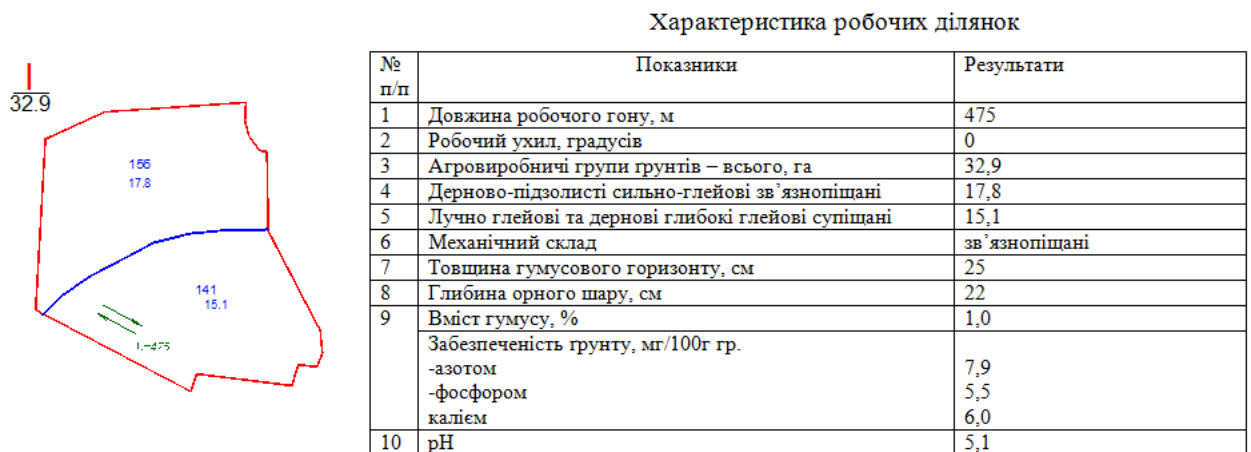 Характеристика робочих ділянок
I
32.9
156
17.8
141
15.1
L=475
№ п/п Показники Результати
1 Довжина робочого гону, м 475
2 Робочий ухил, градусів 0
3 Агровиробничі групи ґрунтів – всього, га 32,9
4 Дерново-підзолисті сильно-глейові зв’язнопіщані 17,8
5 Лучно глейові та дернові глибокі глейові супіщані 15,1
6 Механічний склад зв’язнопіщані
7 Товщина гумусового горизонту, см 25
8 Глибина орного шару, см 22
9 Вміст гумусу, % 1,0
Забезпеченість ґрунту, мг/100г гр.
-азотом 7,9
-фосфором 5,5
калієм 6,0
10 рН 5,1